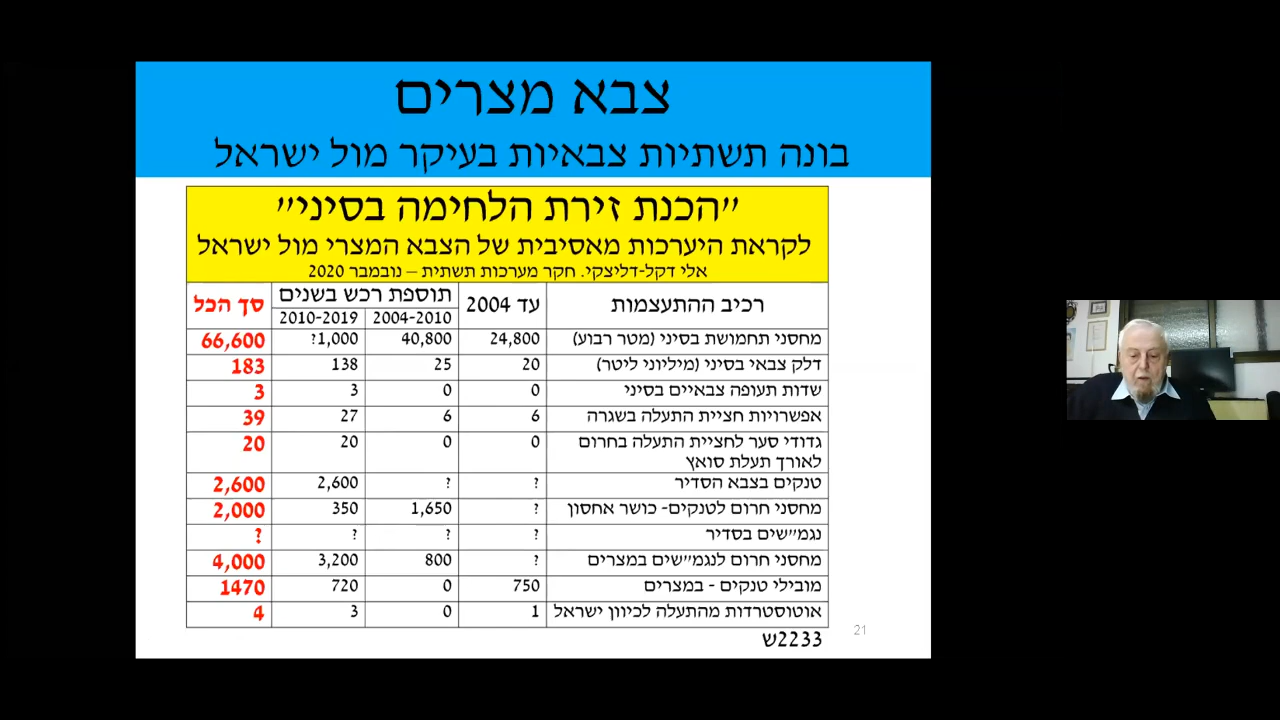 צבא מצרים
בונה תשתיות צבאיות בעיקר מול ישראל
"הכנת זירת הלחימה בסיני"
לקראת היערכות מאסיבית של הצבא המצרי מול ישראל
אלי דקל-דליצקי. חקר מערכות תשתית – נובמבר 2020
רכיב ההתעצמות עד 2004 תוספת רכש בשנים סך הכל
2004-2010 2010-2019
מחסני תחמושת בסיני (מטר רבוע) 24,800 40,800 1,000? 66,600
דלק צבאי בסיני (מיליוני ליטר) 20 25 138 183
שדות תעופה צבאיים בסיני 0 0 3 3
אפשרויות חציית התעלה בשגרה 6 6 27 39
גדודי סער לחציית התעלה בחרום 0 0 20 20
לאורך תעלת סואץ
טנקים בצבא הסדיר ? ? 2,600 2,600
מחסני חרום לטנקים- כושר אחסון ? 1,650 350 2,000
נגמ"שים בסדיר ? ? ? ?
מחסני חרום לנגמ"שים במצרים ? 800 3,200 4,000
מובילי טנקים - במצרים 750 0 720 1470
אוטוסטרדות מהתעלה לכיוון ישראל 1 0 3 4
2233ש
21